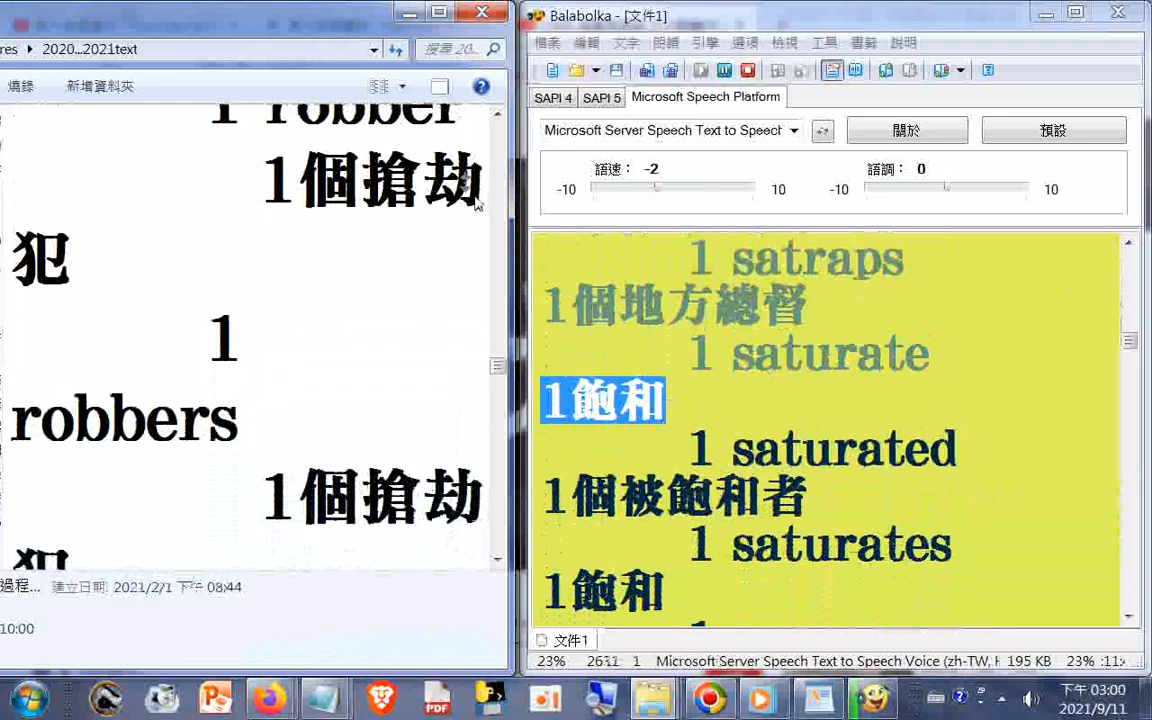 res ▸ 2020...2021text
搜尋 20...
燒錄 新增資料夾
1 robber
1個搶劫
犯
1
robbers
1個搶劫
犯
過程... 建立日期: 2021/2/1 下午 08:44
10:00
Balabolka - [文件1]
檔案 編輯 文字 閱讀 引擎 選項 檢視 工具 書籤 說明
SAPI 4 SAPI 5 Microsoft Speech Platform
Microsoft Server Speech Text to Speech
關於 預設
語速： -2 語調： 0
-10 10 -10 10
1 satraps
1個地方總督
1 saturate
1飽和
1 saturated
1個被飽和者
1 saturates
1飽和
1
文件1
23% 2611 1 Microsoft Server Speech Text to Speech Voice (zh-TW, H 195 KB 23% :11:
PDF
下午 03:00
2021/9/11